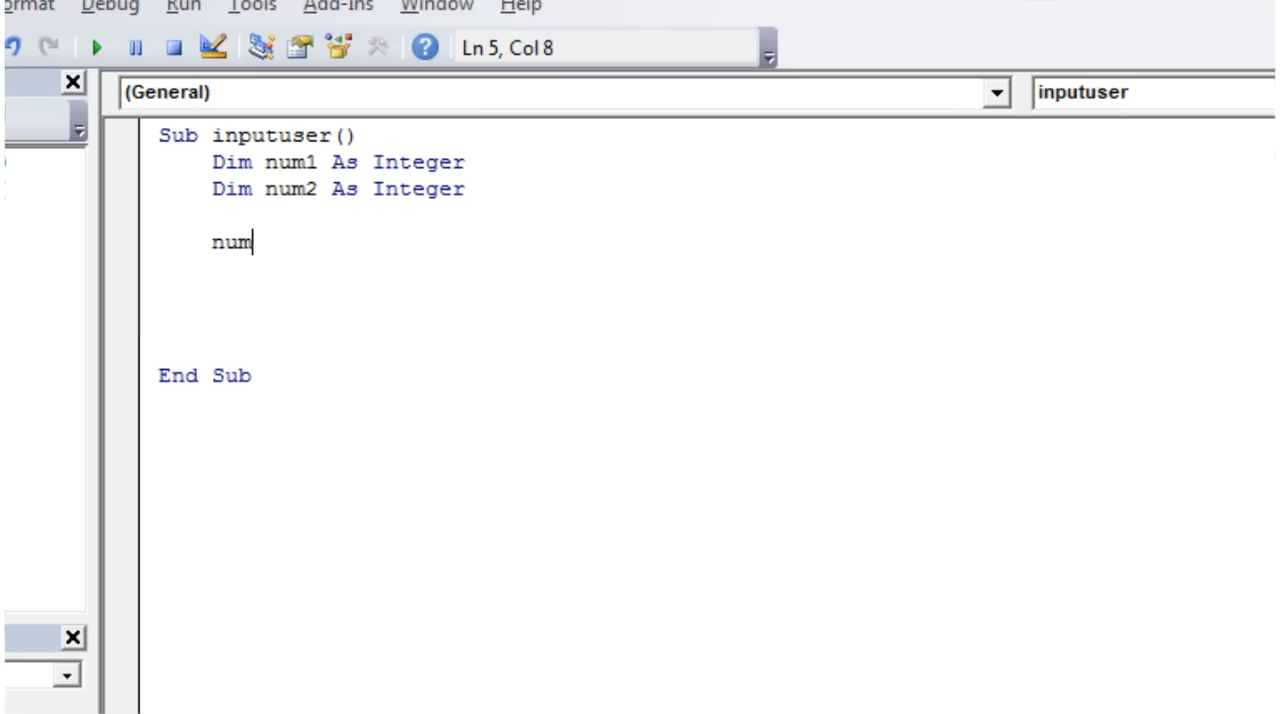 ormat Debug Run Tools Add-Ins Window Help
Ln 5, Col 8
(General) inputuser
Sub inputuser()
Dim num1 As Integer
Dim num2 As Integer
num
End Sub